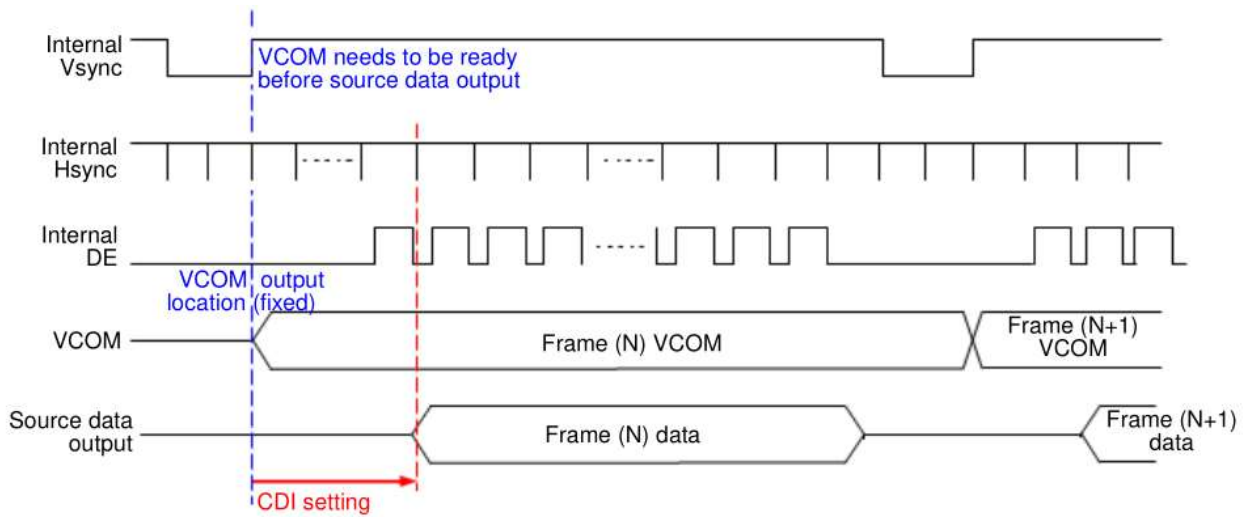 Internal
Vsync
VCOM needs to be ready
before source data output
Internal
Hsync
Internal
DE
VCOM output
location (fixed)
VCOM
Frame (N) VCOM
Frame (N+1)
VCOM
Source data
output
Frame (N) data
Frame (N+1)
data
CDI setting